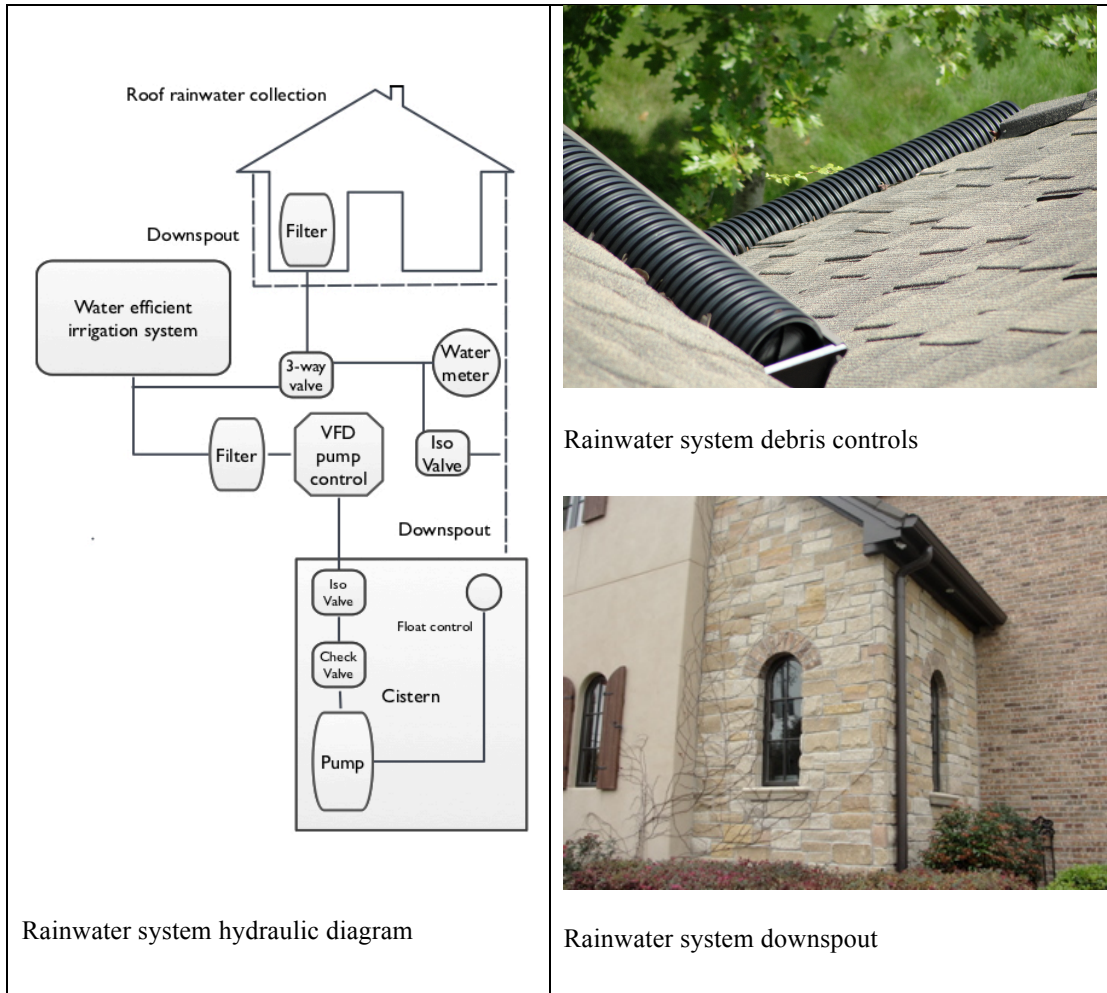 Roof rainwater collection
Filter
Downspout
Water efficient
irrigation system
3-way
valve
Water
meter
VFD
pump
control
Filter
Iso
Valve
Downspout
Iso
Valve
Float control
Check
Valve
Cistern
Pump
Rainwater system hydraulic diagram
Rainwater system debris controls
Rainwater system downspout